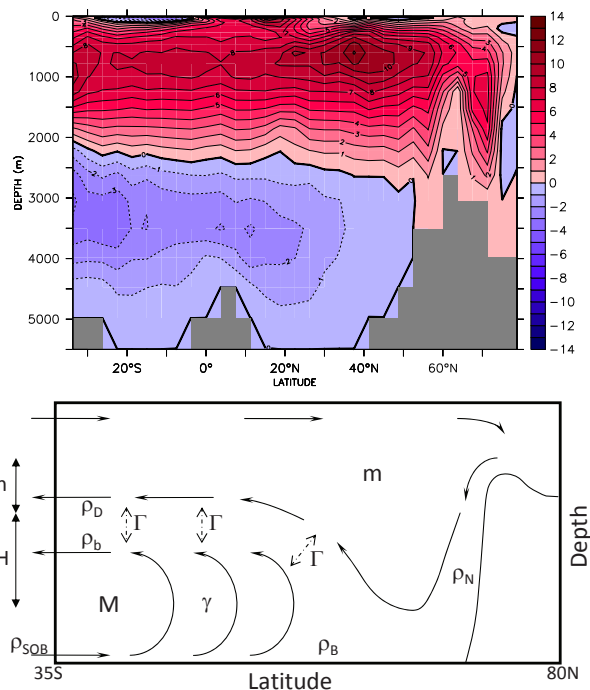 0
1000
2000
3000
4000
5000
DEPTH (m)
20°S 0° 20°N 40°N 60°N
LATITUDE
14
12
10
8
6
4
2
0
-2
-4
-6
-8
-10
-12
-14
m
ρD
Γ Γ
ρb
Γ
M γ
ρN
ρSOB
ρB
Depth
35S
80N
Latitude